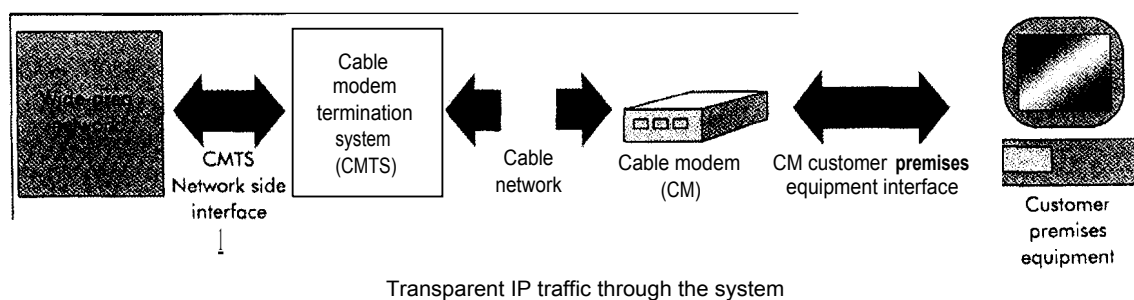 Cable
modem
termination
system
(CMTS)
CMTS
Network side
interface
Cable
network
Cable modem
(CM)
CM customer premises
equipment interface
Customer
premises
equipment
Transparent IP traffic through the system